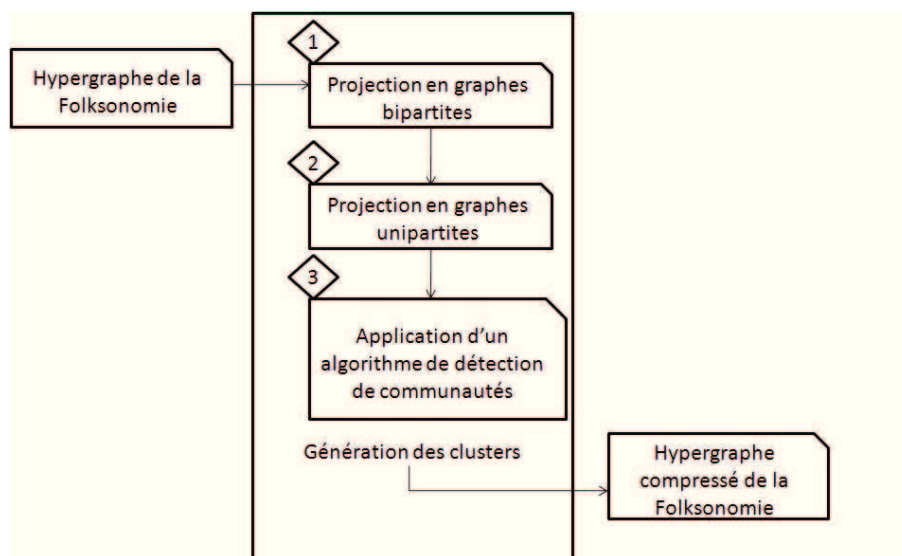 1
Hypergraphe de la
Folksonomie
Projection en graphes
bipartites
2
Projection en graphes
unipartites
3
Application d'un
algorithme de détection
de communautés
Génération des clusters
Hypergraphe
compressé de la
Folksonomie